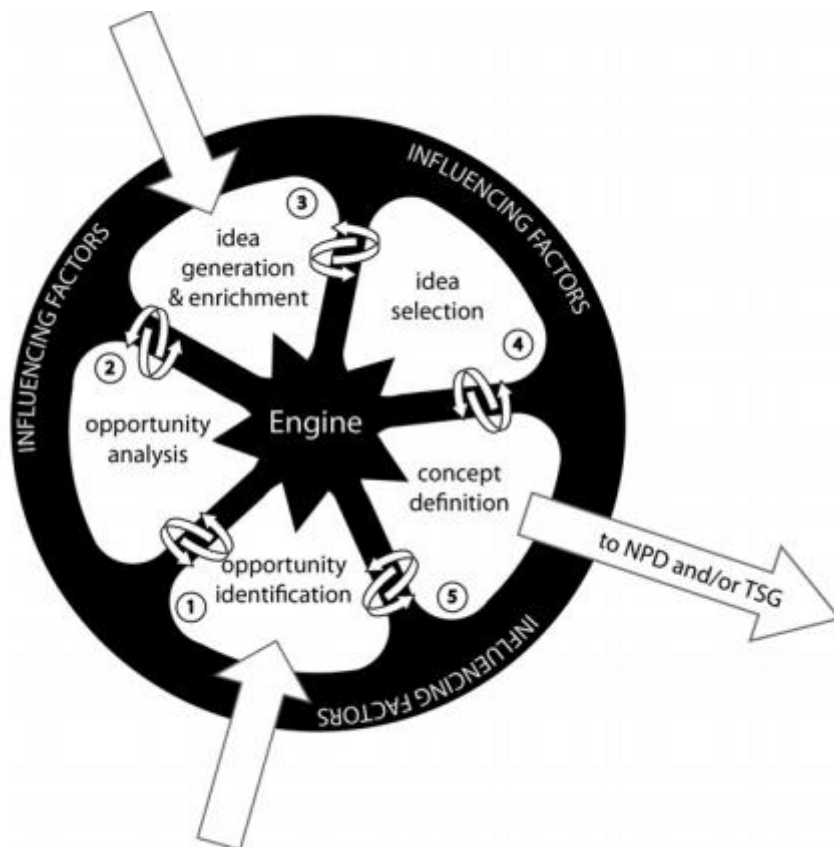 INFLUENCING FACTORS
INFLUENCING FACTORS
3
idea
generation
& enrichment
idea
selection
4
2
opportunity
analysis
Engine
concept
definition
to NPD and/or TSG
opportunity
identification
1
5
INFLUENCING FACTORS